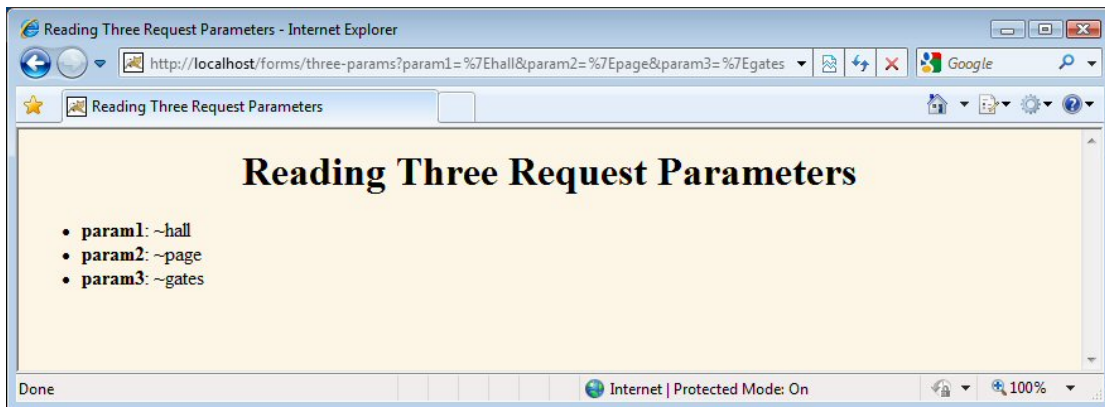 Reading Three Request Parameters - Internet Explorer
http://localhost/forms/three-params?param1=%7Ehall&param2=%7Epage&param3=%7Egates
Google
Reading Three Request Parameters
Reading Three Request Parameters
• param1: ~hall
• param2: ~page
• param3: ~gates
Done
Internet | Protected Mode: On
100%